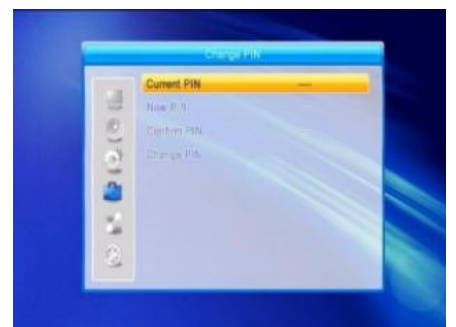 Change PIN
Current PIN ----
New PIN
Confirm PIN ----
Change PIN